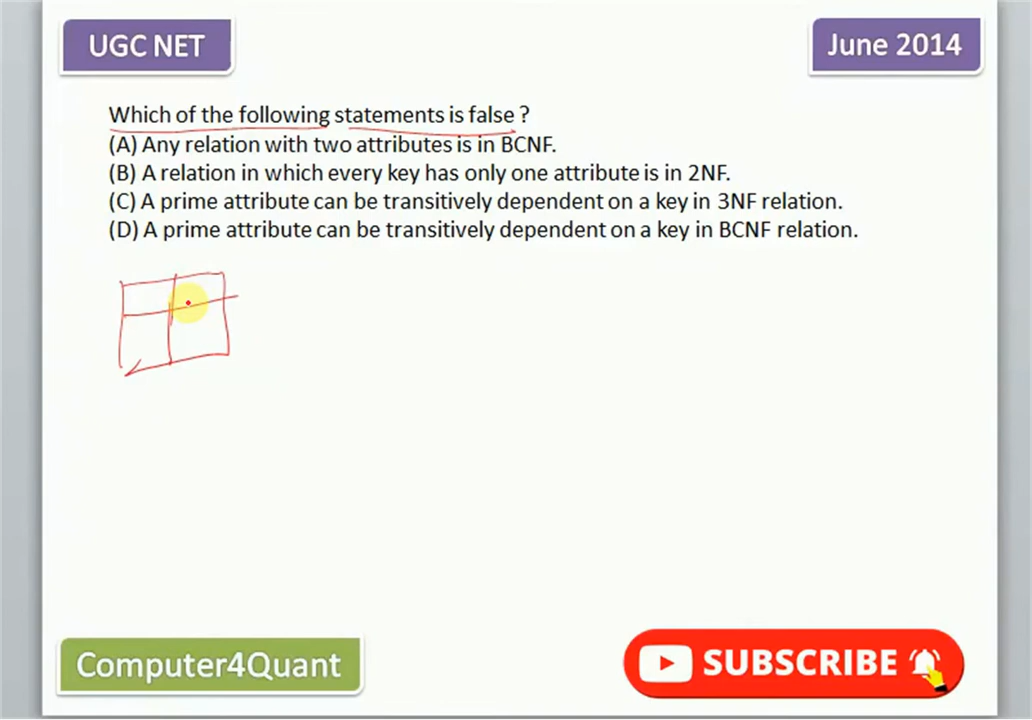 UGC NET
June 2014
Which of the following statements is false ?
(A) Any relation with two attributes is in BCNF.
(B) A relation in which every key has only one attribute is in 2NF.
(C) A prime attribute can be transitively dependent on a key in 3NF relation.
(D) A prime attribute can be transitively dependent on a key in BCNF relation.
Computer4Quant
SUBSCRIBE